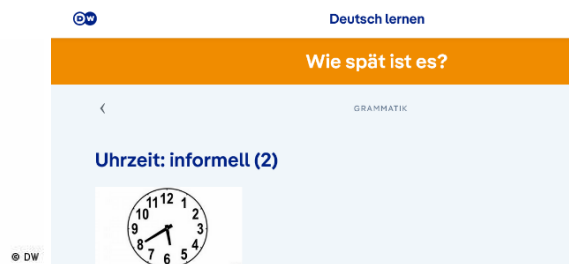 DW
Deutsch lernen
Wie spät ist es?
GRAMMATIK
Uhrzeit: informell (2)
11 12 1
10 2
9 3
8 4
7 6 5
© DW